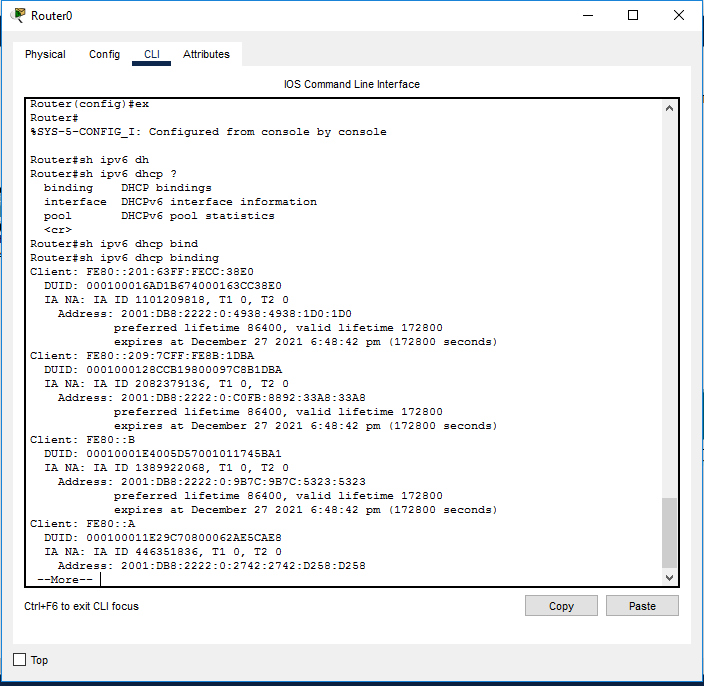 Router0
Physical Config CLI Attributes
IOS Command Line Interface
Router(config)#ex
Router#
%SYS-5-CONFIG_I: Configured from console by console
Router#sh ipv6 dh
Router#sh ipv6 dhcp ?
binding DHCP bindings
interface DHCPv6 interface information
pool DHCPv6 pool statistics
<cr>
Router#sh ipv6 dhcp bind
Router#sh ipv6 dhcp binding
Client: FE80::201:63FF:FECC:38E0
DUID: 000100016AD1B674000163CC38E0
IA NA: IA ID 1101209818, T1 0, T2 0
Address: 2001:DB8:2222:0:4938:4938:1D0:1D0
preferred lifetime 86400, valid lifetime 172800
expires at December 27 2021 6:48:42 pm (172800 seconds)
Client: FE80::209:7CFF:FE8B:1DBA
DUID: 0001000128CCB19800097C8B1DBA
IA NA: IA ID 2082379136, T1 0, T2 0
Address: 2001:DB8:2222:0:C0FB:8892:33A8:33A8
preferred lifetime 86400, valid lifetime 172800
expires at December 27 2021 6:48:42 pm (172800 seconds)
Client: FE80::B
DUID: 00010001E4005D57001011745BA1
IA NA: IA ID 1389922068, T1 0, T2 0
Address: 2001:DB8:2222:0:9B7C:9B7C:5323:5323
preferred lifetime 86400, valid lifetime 172800
expires at December 27 2021 6:48:42 pm (172800 seconds)
Client: FE80::A
DUID: 000100011E29C70800062AE5CAE8
IA NA: IA ID 446351836, T1 0, T2 0
Address: 2001:DB8:2222:0:2742:2742:D258:D258
--More--
Ctrl+F6 to exit CLI focus
Copy Paste
Top